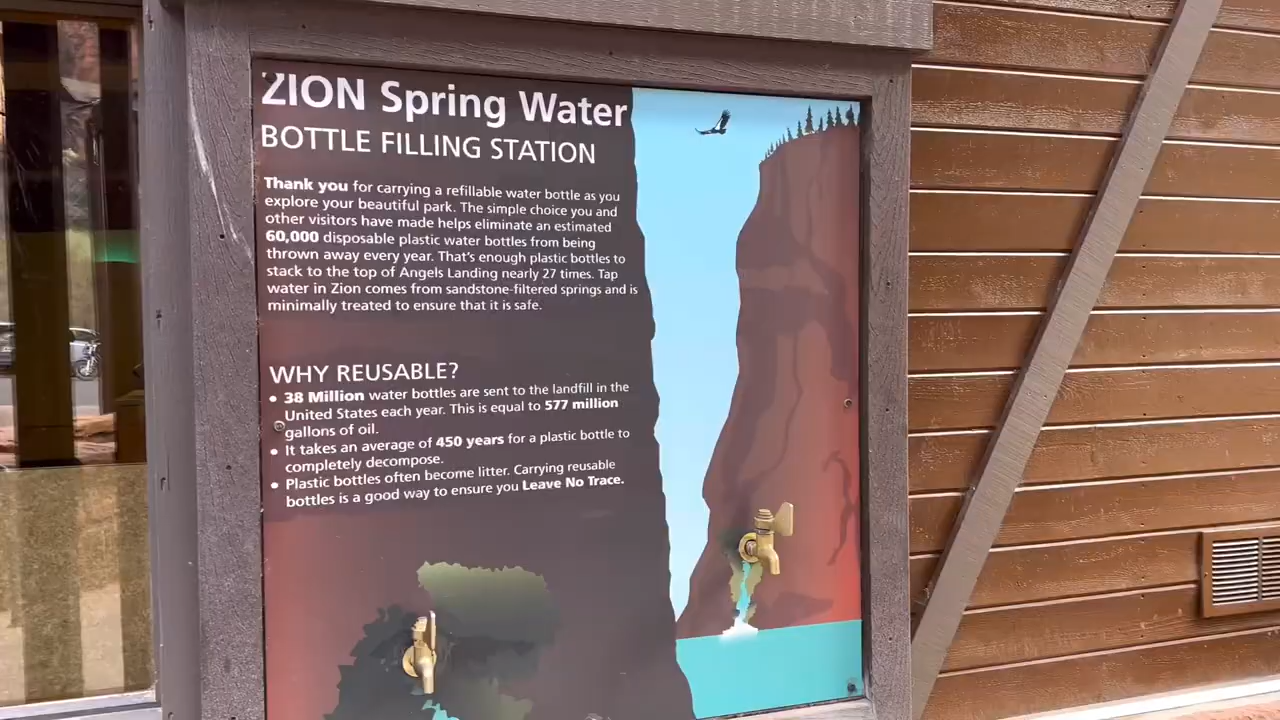 ZION Spring Water
BOTTLE FILLING STATION
Thank you for carrying a refillable water bottle as you
explore your beautiful park. The simple choice you and
other visitors have made helps eliminate an estimated
60,000 disposable plastic water bottles from being
thrown away every year. That's enough plastic bottles to
stack to the top of Angels Landing nearly 27 times. Tap
water in Zion comes from sandstone-filtered springs and is
minimally treated to ensure that it is safe.
WHY REUSABLE?
• 38 Million water bottles are sent to the landfill in the
United States each year. This is equal to 577 million
gallons of oil.
• It takes an average of 450 years for a plastic bottle to
completely decompose.
• Plastic bottles often become litter. Carrying reusable
bottles is a good way to ensure you Leave No Trace.